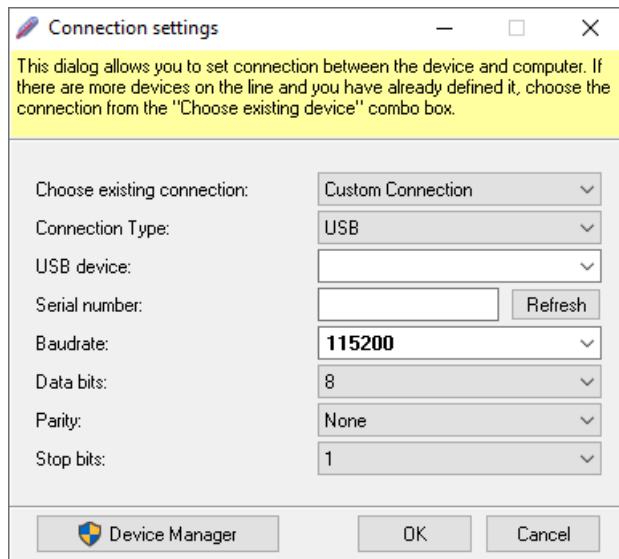 Connection settings
This dialog allows you to set connection between the device and computer. If
there are more devices on the line and you have already defined it, choose the
connection from the "Choose existing device" combo box.
Choose existing connection: Custom Connection
Connection Type: USB
USB device:
Serial number: Refresh
Baudrate: 115200
Data bits: 8
Parity: None
Stop bits: 1
Device Manager OK Cancel